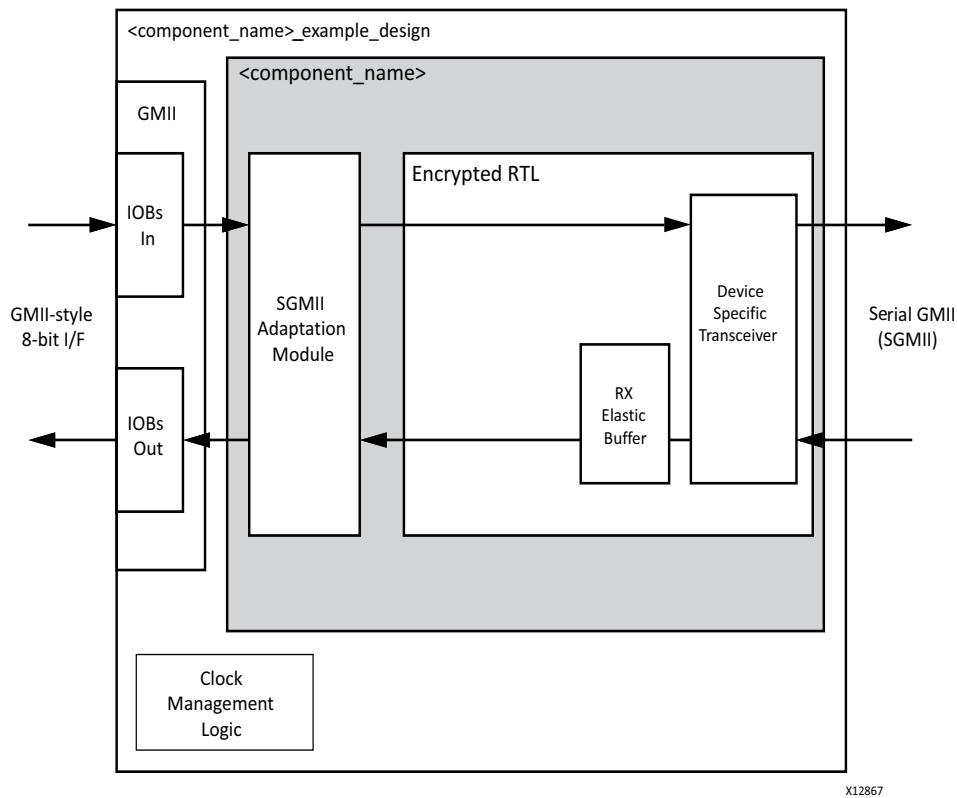 <component_name>_example_design
<component_name>
GMII
Encrypted RTL
IOBs
In
SGMII
Adaptation
Module
Device
Specific
Transceiver
GMII-style
8-bit I/F
Serial GMII
(SGMII)
RX
Elastic
Buffer
IOBs
Out
Clock
Management
Logic
X12867